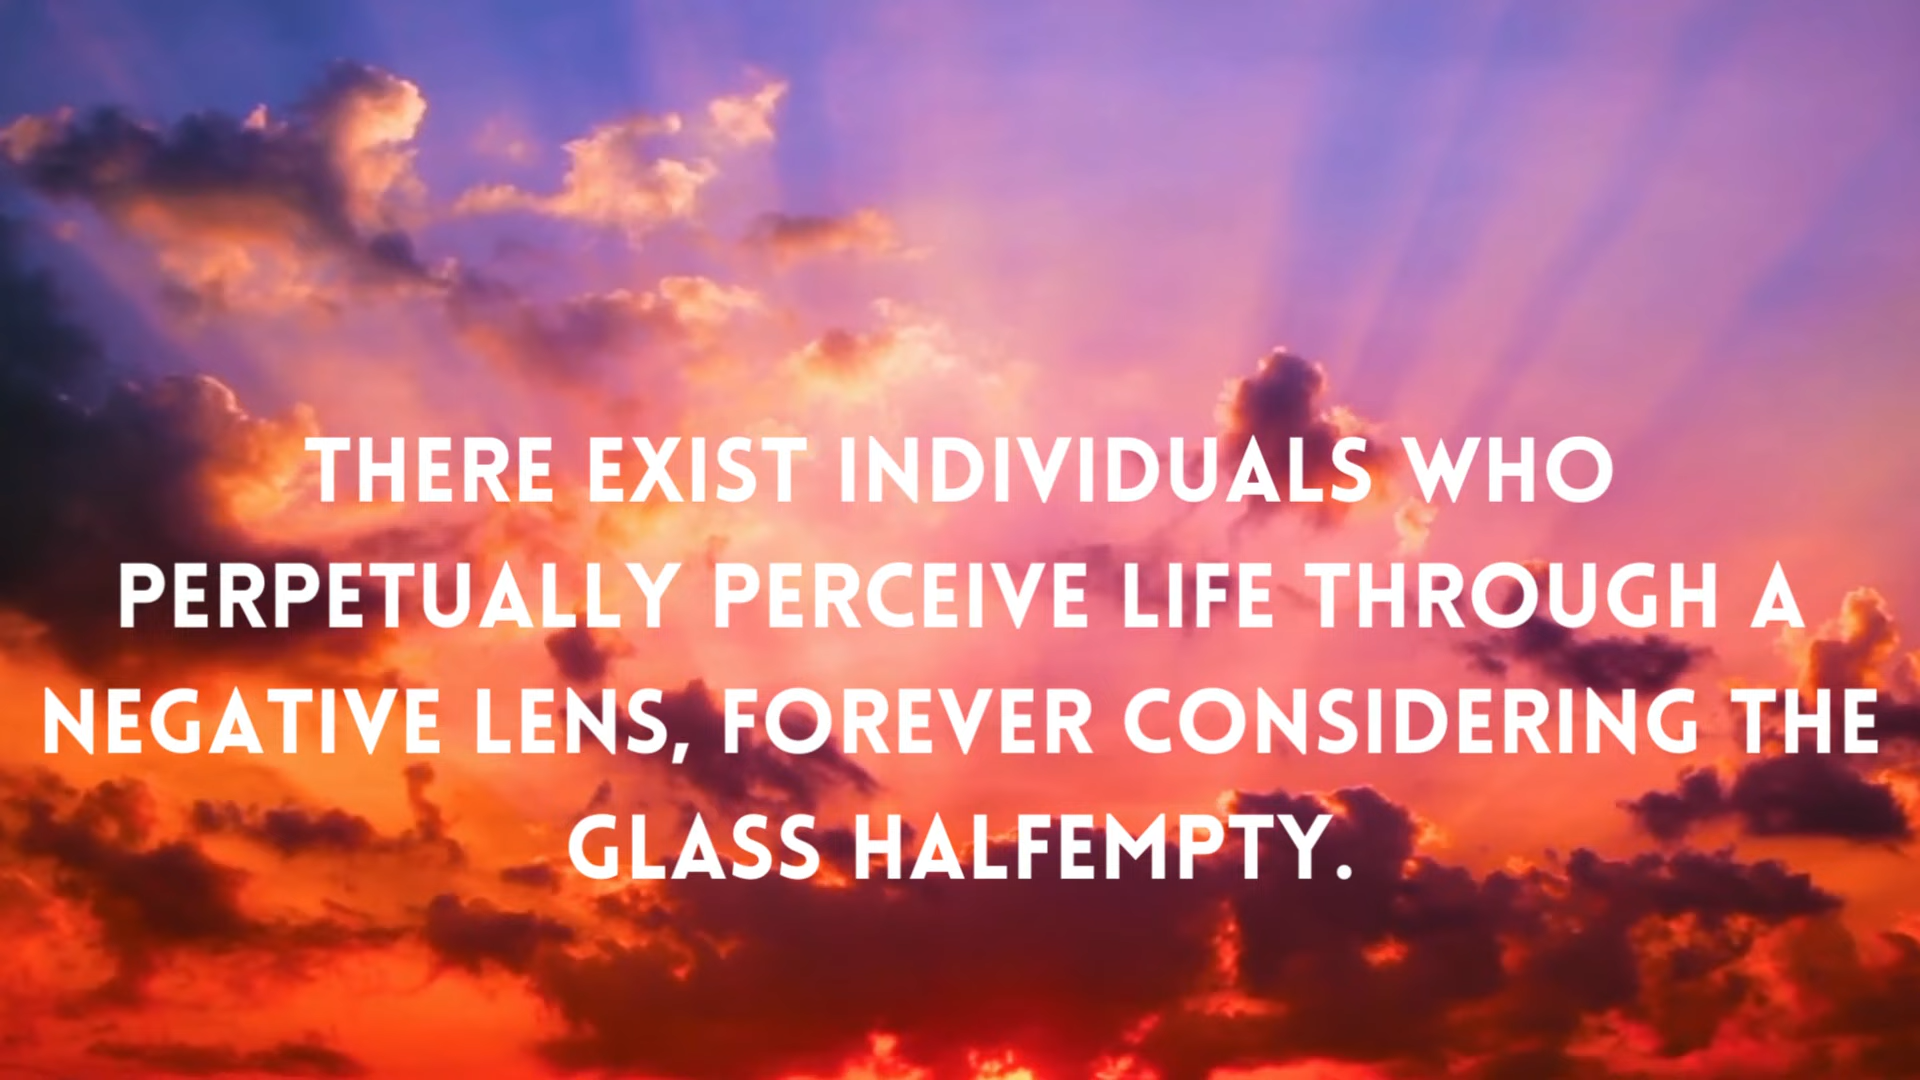 THERE EXIST INDIVIDUALS WHO
PERPETUALLY PERCEIVE LIFE THROUGH A
NEGATIVE LENS, FOREVER CONSIDERING THE
GLASS HALFEMPTY.